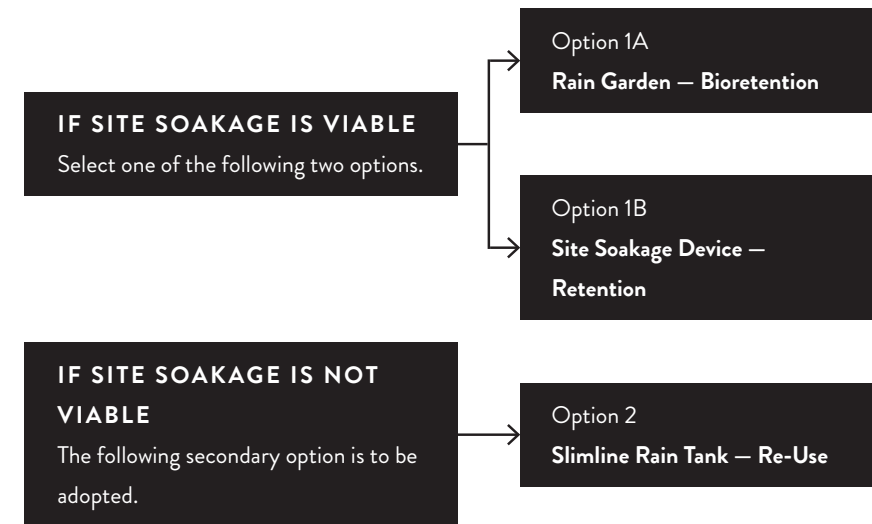 IF SITE SOAKAGE IS VIABLE
Select one of the following two options.
Option 1A
Rain Garden — Bioretention
Option 1B
Site Soakage Device —
Retention
IF SITE SOAKAGE IS NOT
VIABLE
The following secondary option is to be
adopted.
Option 2
Slimline Rain Tank — Re-Use